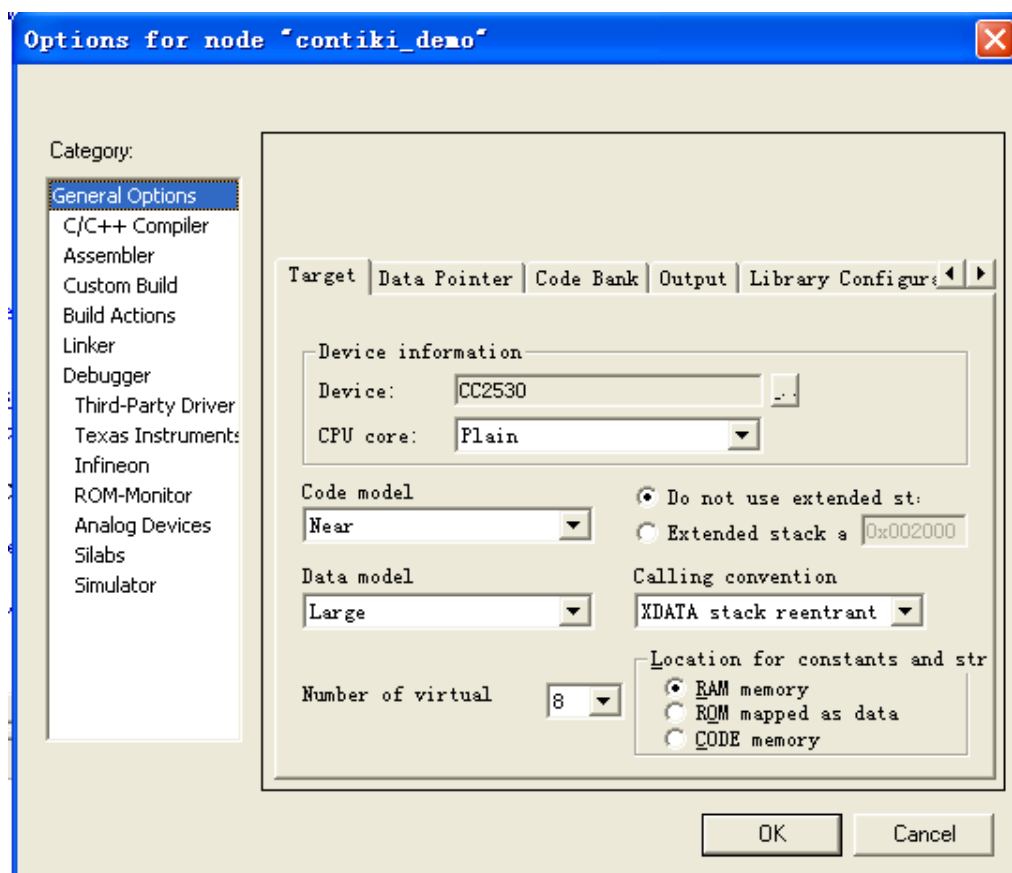 Options for node "contiki_demo"
Category:
General Options
C/C++ Compiler
Assembler
Custom Build
Build Actions
Linker
Debugger
Third-Party Driver
Texas Instruments
Infineon
ROM-Monitor
Analog Devices
Silabs
Simulator
Target Data Pointer Code Bank Output Library Configura
Device information
Device: CC2530
CPU core: Plain
Code model
Near
Do not use extended st
Extended stack a 0x002000
Data model
Large
Calling convention
XDATA stack reentrant
Number of virtual 8
Location for constants and str
RAM memory
ROM mapped as data
CODE memory
OK Cancel